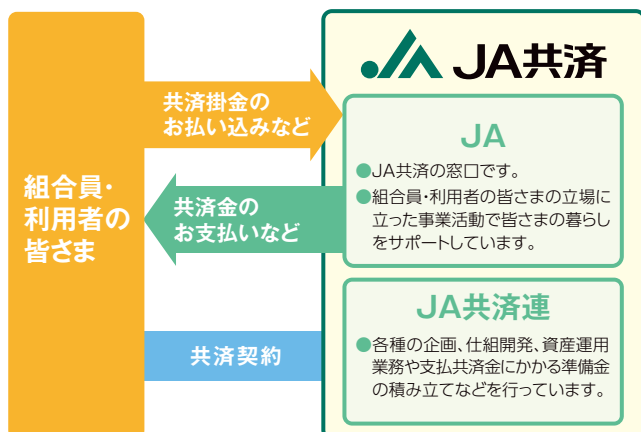 組合員・
利用者の
皆さま
共済掛金の
お払い込みなど
共済金の
お支払いなど
共済契約
JA共済
JA
●JA共済の窓口です。
●組合員・利用者の皆さまの立場に
立った事業活動で皆さまの暮らし
をサポートしています。
JA共済連
●各種の企画、仕組開発、資産運用
業務や支払共済金にかかる準備金
の積み立てなどを行っています。